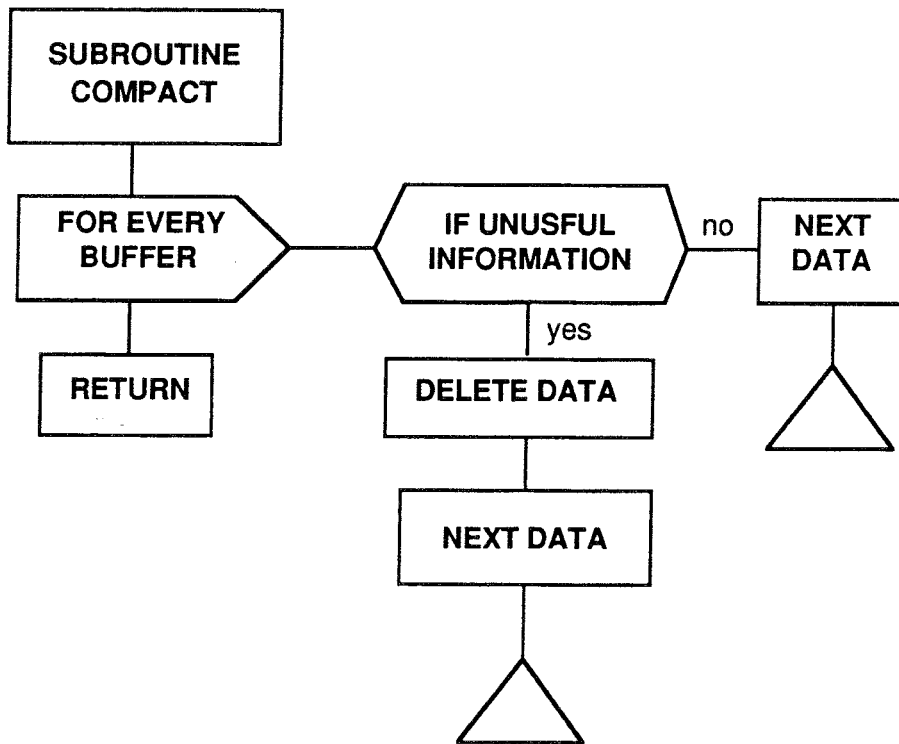 SUBROUTINE
COMPACT
FOR EVERY
BUFFER
IF UNUSFUL
INFORMATION
no
NEXT
DATA
yes
RETURN
DELETE DATA
NEXT DATA